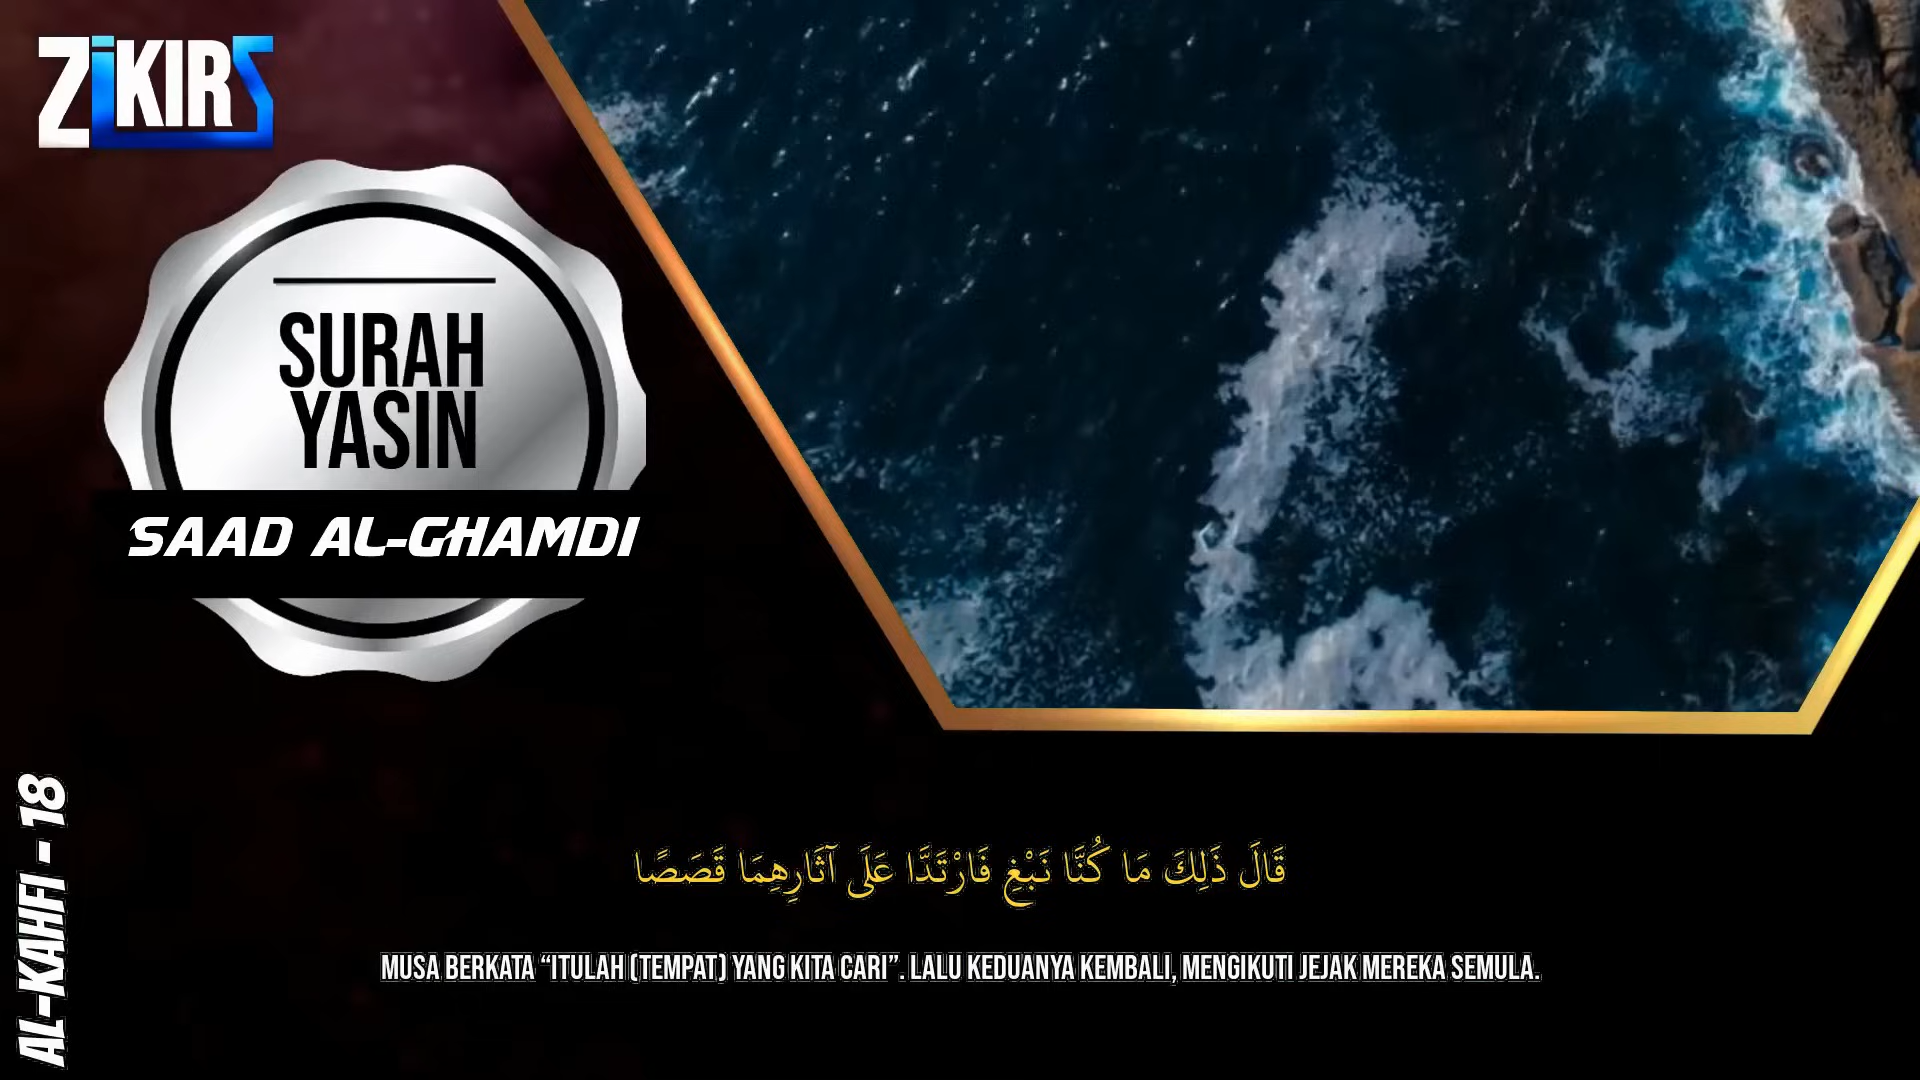 ZiKIRS
SURAH
YASIN
SAAD AL-GHAMDI
AL-KAHFI - 18
قَالَ ذَلِكَ مَا كُنَّا نَبْغِ فَارْتَدَّا عَلَى آثَارِهِمَا قَصَصًا
MUSA BERKATA “ITULAH (TEMPAT) YANG KITA CARI”. LALU KEDUANYA KEMBALI, MENGIKUTI JEJAK MEREKA SEMULA.